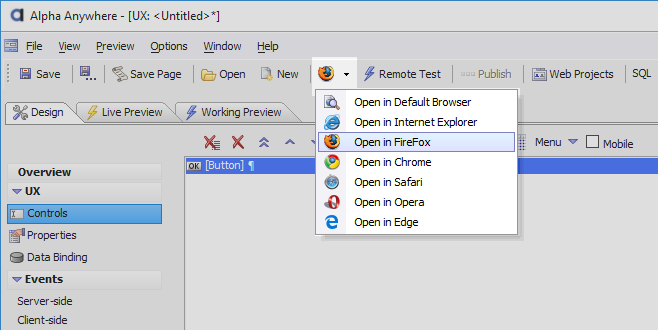 Alpha Anywhere - [UX: <Untitled>*]
File View Preview Options Window Help
Save Save Page Open New Remote Test Publish Web Projects SQL
Design Live Preview Working Preview
Open in Default Browser
Open in Internet Explorer
Open in FireFox
Open in Chrome
Open in Safari
Open in Opera
Open in Edge
Menu Mobile
OK [Button] ¶
Overview
UX
Controls
Properties
Data Binding
Events
Server-side
Client-side